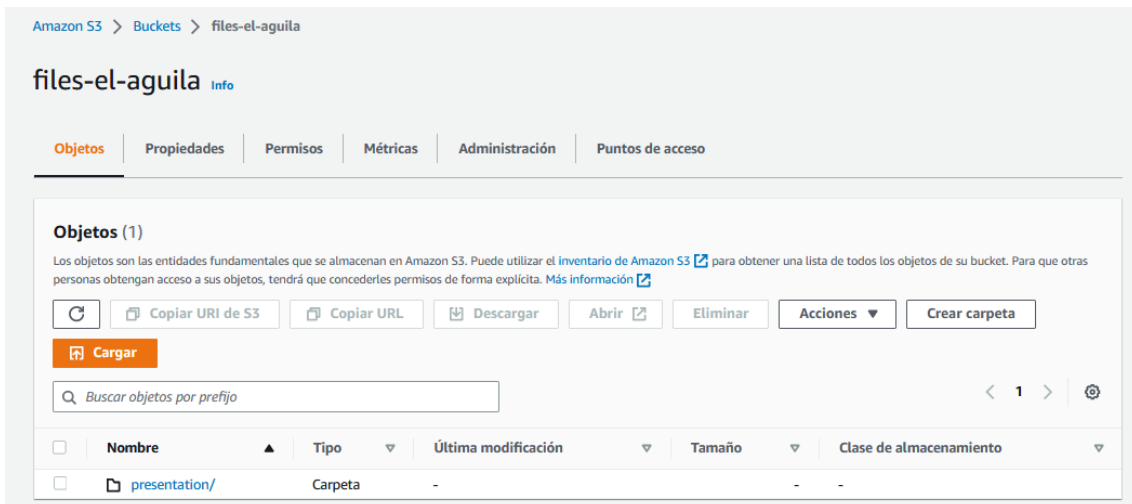 Amazon S3 > Buckets > files-el-aguila
files-el-aguila Info
Objetos Propiedades Permisos Métricas Administración Puntos de acceso
Objetos (1)
Los objetos son las entidades fundamentales que se almacenan en Amazon S3. Puede utilizar el inventario de Amazon S3 para obtener una lista de todos los objetos de su bucket. Para que otras
personas obtengan acceso a sus objetos, tendrá que concederles permisos de forma explícita. Más información
Copiar URI de S3 Copiar URL Descargar Abrir Eliminar Acciones Crear carpeta
Cargar
Buscar objetos por prefijo < 1 >
Nombre Tipo Última modificación Tamaño Clase de almacenamiento
presentation/ Carpeta - - -